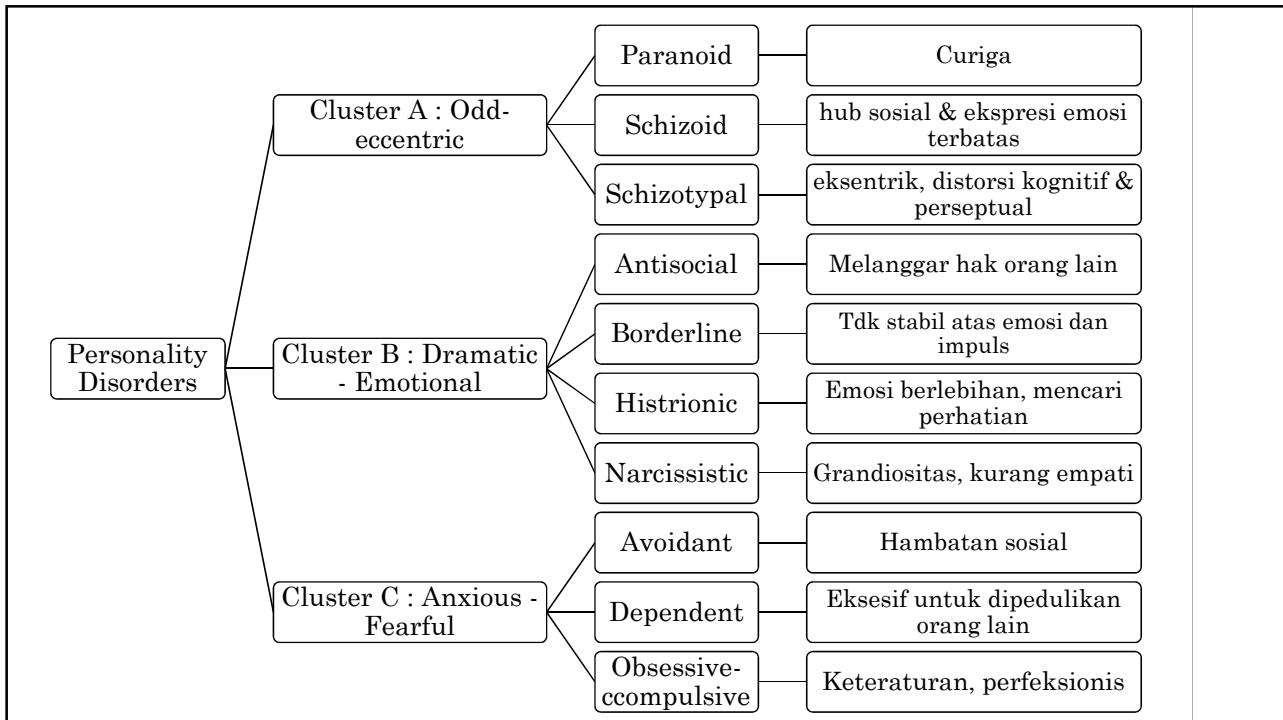 Personality
Disorders
Cluster A : Odd-
eccentric
Paranoid
Curiga
Schizoid
hub sosial & ekspresi emosi
terbatas
Schizotypal
eksentrik, distorsi kognitif &
perseptual
Cluster B : Dramatic
- Emotional
Antisocial
Melanggar hak orang lain
Borderline
Tdk stabil atas emosi dan
impuls
Histrionic
Emosi berlebihan, mencari
perhatian
Narcissistic
Grandiositas, kurang empati
Cluster C : Anxious -
Fearful
Avoidant
Hambatan sosial
Dependent
Eksesif untuk dipedulikan
orang lain
Obsessive-
ccompulsive
Keteraturan, perfeksionis